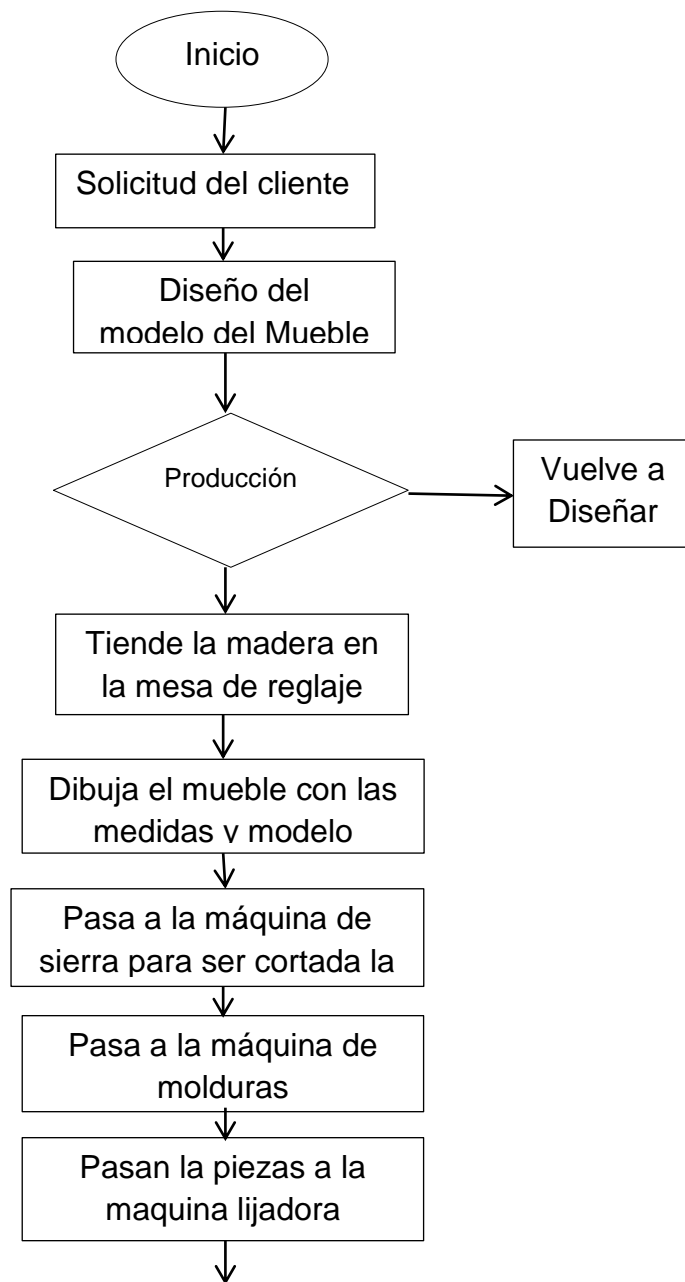 Inicio
Solicitud del cliente
Diseño del
modelo del Mueble
Producción
Vuelve a
Diseñar
Tiende la madera en
la mesa de reglaje
Dibuja el mueble con las
medidas y modelo
Pasa a la máquina de
sierra para ser cortada la
Pasa a la máquina de
molduras
Pasan la piezas a la
maquina lijadora